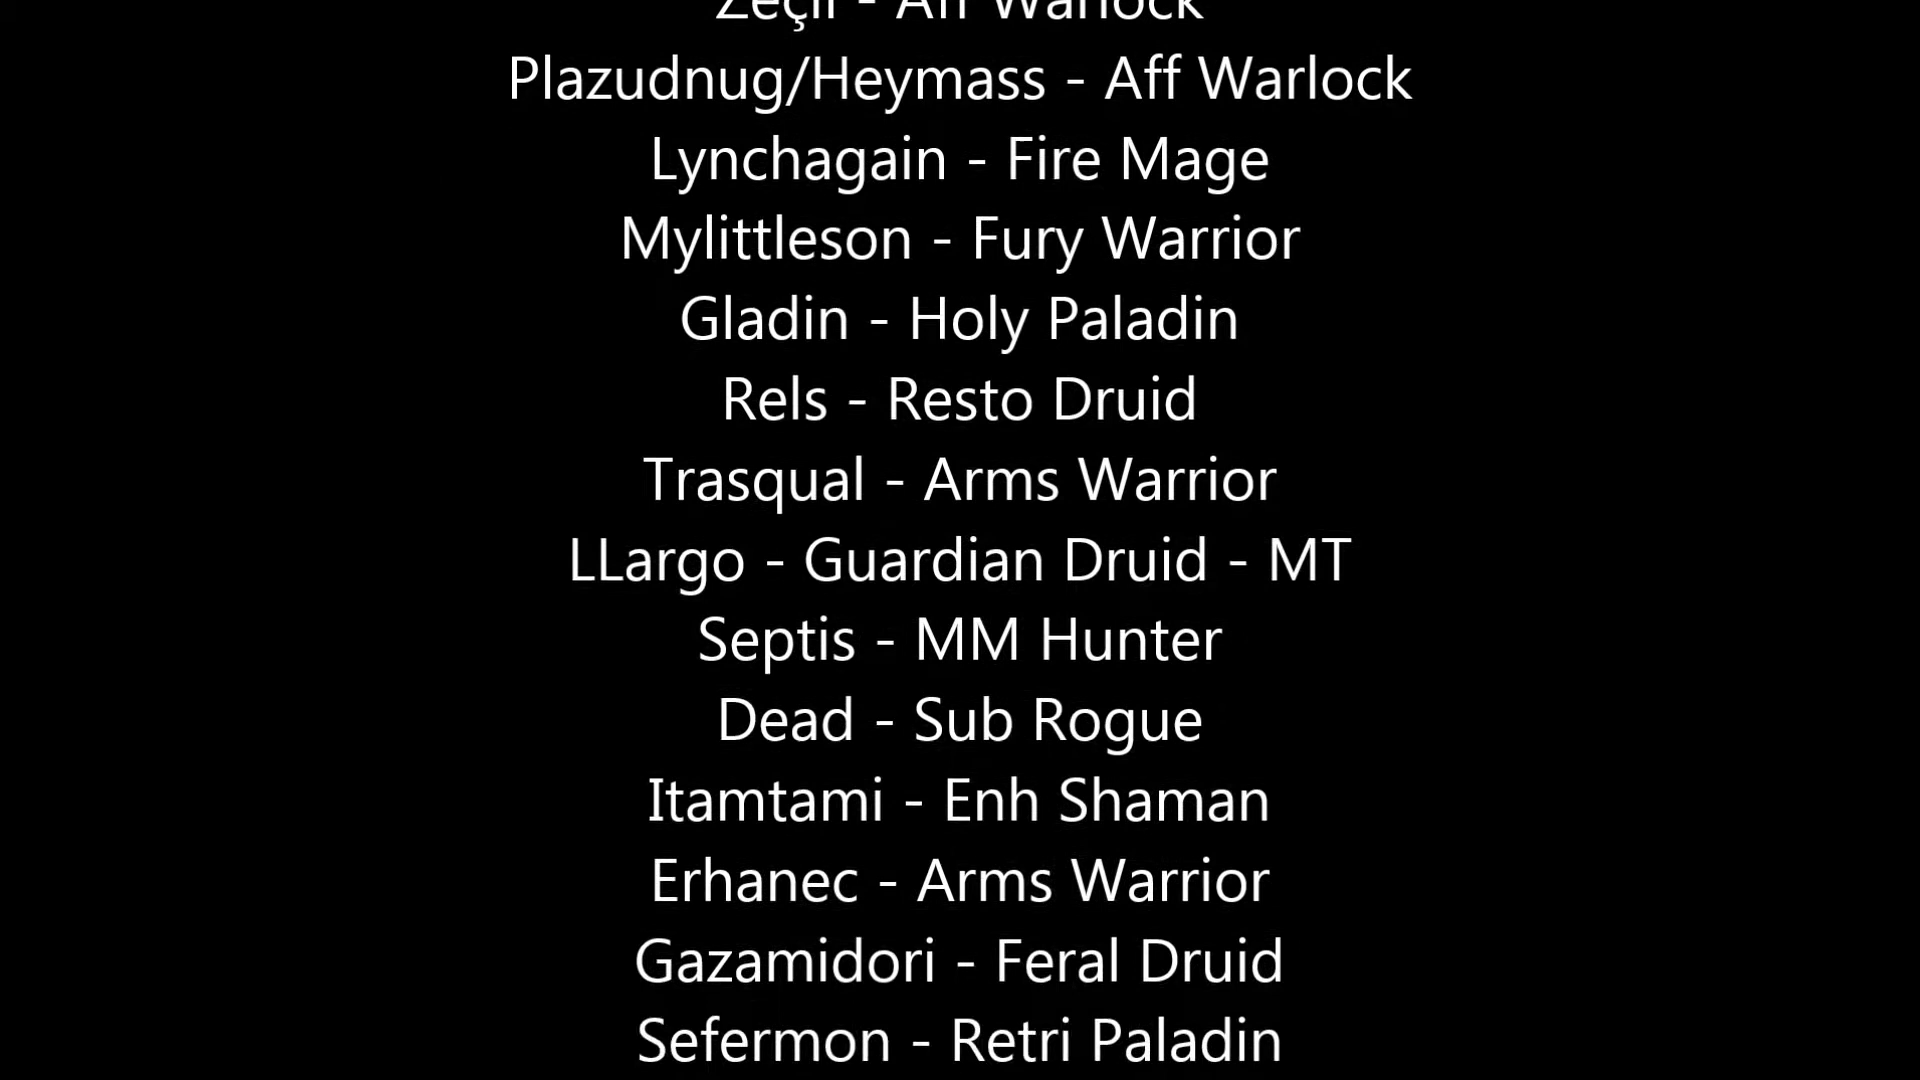 - Aff Warlock
Plazudnug/Heymass - Aff Warlock
Lynchagain - Fire Mage
Mylittleson - Fury Warrior
Gladin - Holy Paladin
Rels - Resto Druid
Trasqual - Arms Warrior
LLargo - Guardian Druid - MT
Septis - MM Hunter
Dead - Sub Rogue
Itamtami - Enh Shaman
Erhanec - Arms Warrior
Gazamidori - Feral Druid
Sefermon - Retri Paladin